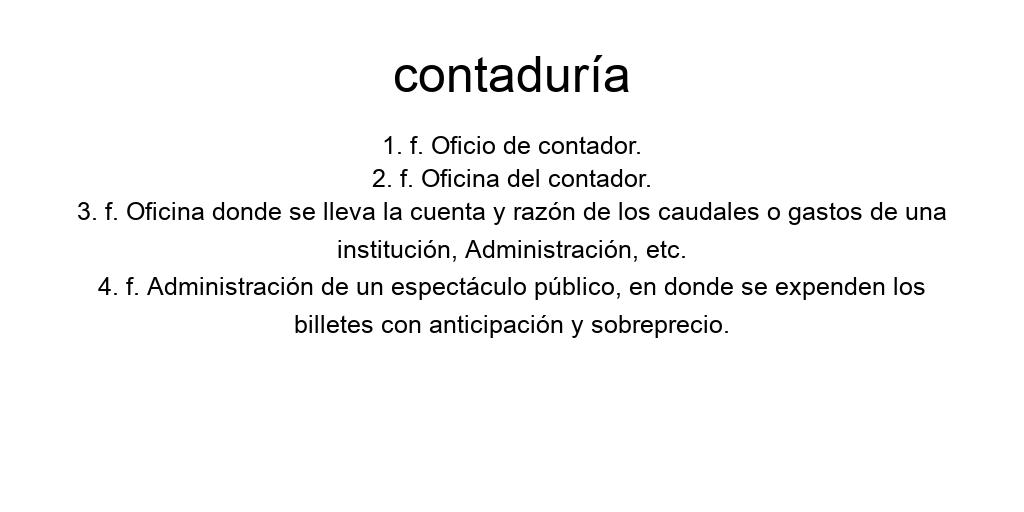 contaduría
1. f. Oficio de contador.
2. f. Oficina del contador.
3. f. Oficina donde se lleva la cuenta y razón de los caudales o gastos de una
institución, Administración, etc.
4. f. Administración de un espectáculo público, en donde se expenden los
billetes con anticipación y sobreprecio.